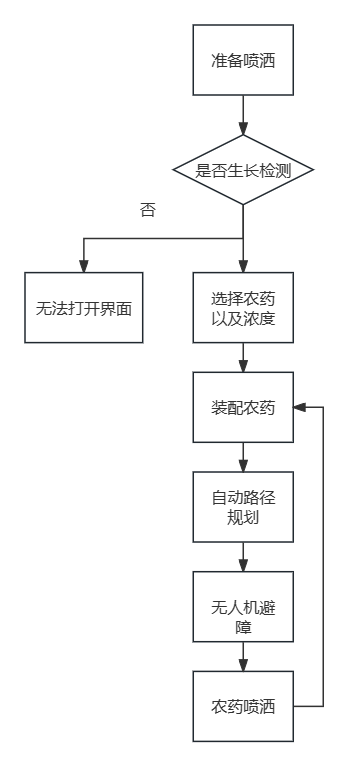 准备喷洒
是否生长检测
否
无法打开界面
选择农药
以及浓度
装配农药
自动路径
规划
无人机避
障
农药喷洒